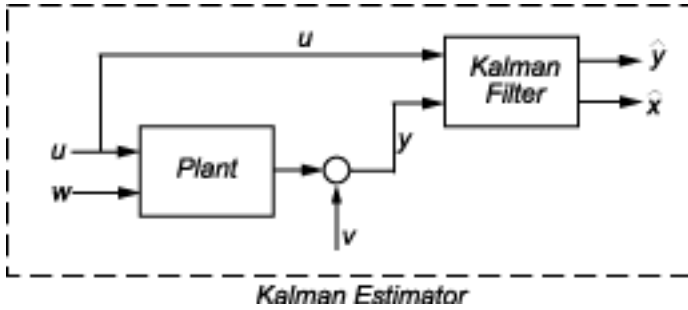 u
Kalman
Filter
ŷ
x̂
u
w
Plant
y
v
Kalman Estimator